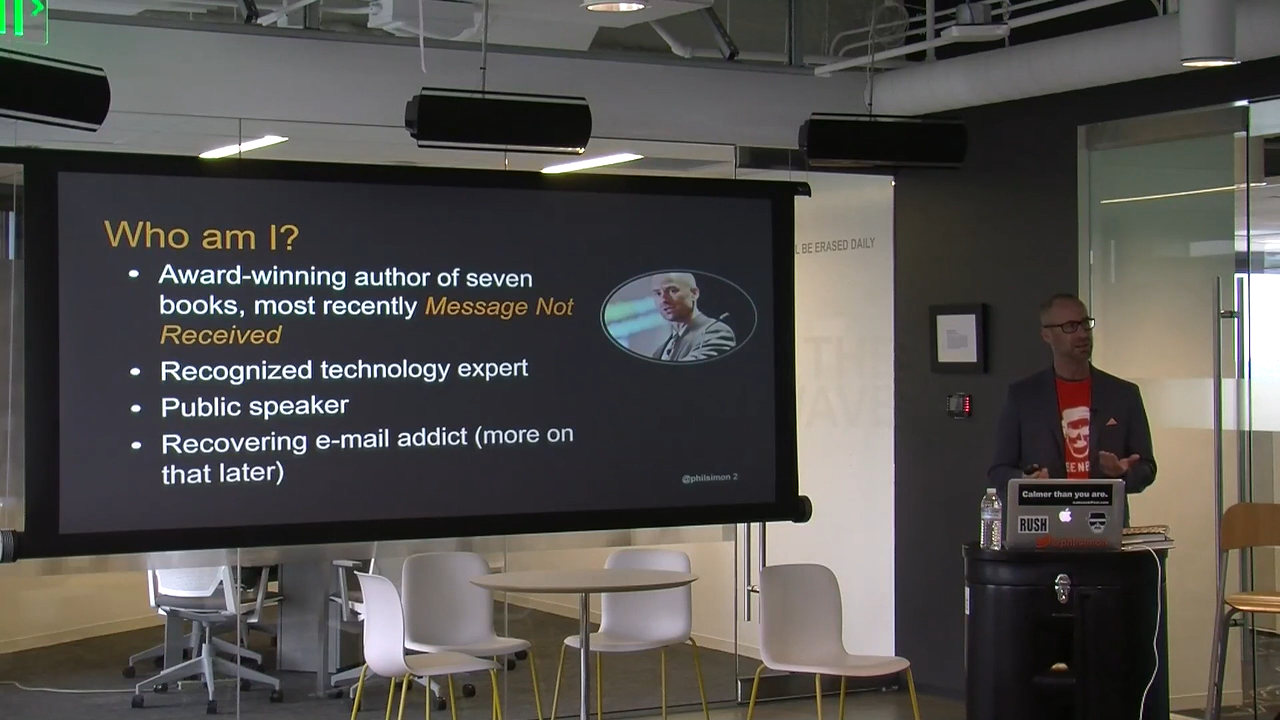 Who am I?
• Award-winning author of seven
books, most recently Message Not
Received
• Recognized technology expert
• Public speaker
• Recovering e-mail addict (more on
that later)
@philsimon 2
BE ERASED DAILY
Calmer than you are.
RUSH